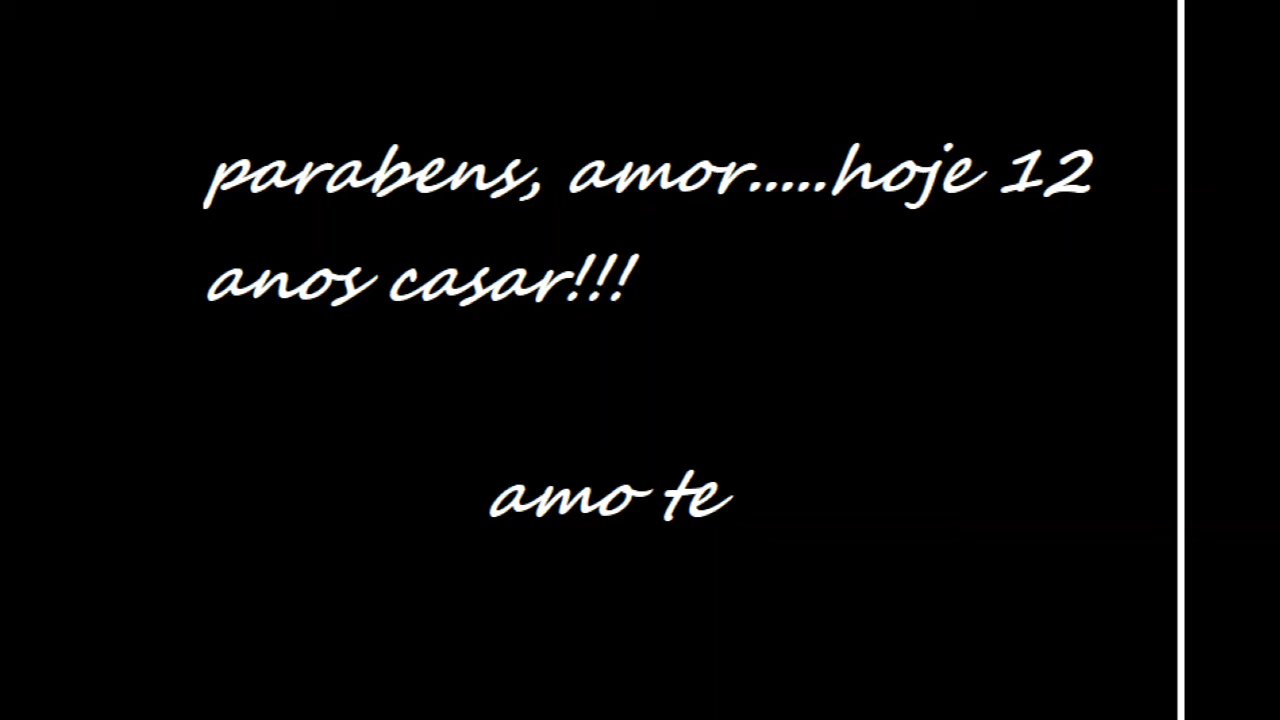 parabens, amor.....hoje 12
anos casar!!!
amo te